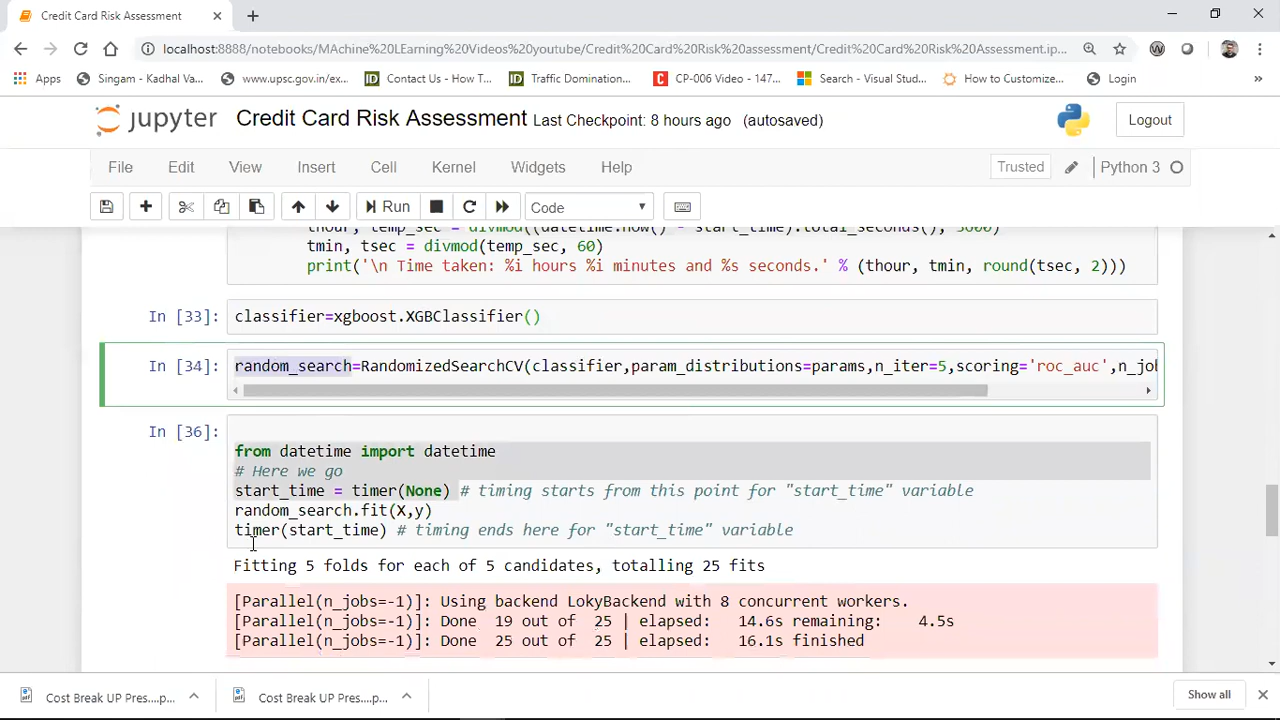 Credit Card Risk Assessment
localhost:8888/notebooks/MAchine%20LEarning%20Videos%20youtube/Credit%20Card%20Risk%20assessment/Credit%20Card%20Risk%20Assessment.ip...
Apps Singam - Kadhal Va... www.upsc.gov.in/ex... Contact Us - How T... Traffic Domination... CP-006 Video - 147... Search - Visual Stud... How to Customize... Login »
jupyter Credit Card Risk Assessment Last Checkpoint: 8 hours ago (autosaved) Logout
File Edit View Insert Cell Kernel Widgets Help Trusted Python 3
Run Code
thour, temp_sec = divmod((datetime.now() - start_time).total_seconds(), 3600)
tmin, tsec = divmod(temp_sec, 60)
print('\n Time taken: %i hours %i minutes and %s seconds.' % (thour, tmin, round(tsec, 2)))
In [33]: classifier=xgboost.XGBClassifier()
In [34]: random_search=RandomizedSearchCV(classifier,param_distributions=params,n_iter=5,scoring='roc_auc',n_job
In [36]:
from datetime import datetime
# Here we go
start_time = timer(None) # timing starts from this point for "start_time" variable
random_search.fit(X,y)
timer(start_time) # timing ends here for "start_time" variable
Fitting 5 folds for each of 5 candidates, totalling 25 fits
[Parallel(n_jobs=-1)]: Using backend LokyBackend with 8 concurrent workers.
[Parallel(n_jobs=-1)]: Done 19 out of 25 | elapsed: 14.6s remaining: 4.5s
[Parallel(n_jobs=-1)]: Done 25 out of 25 | elapsed: 16.1s finished
Cost Break UP Pres....p... Cost Break UP Pres....p... Show all